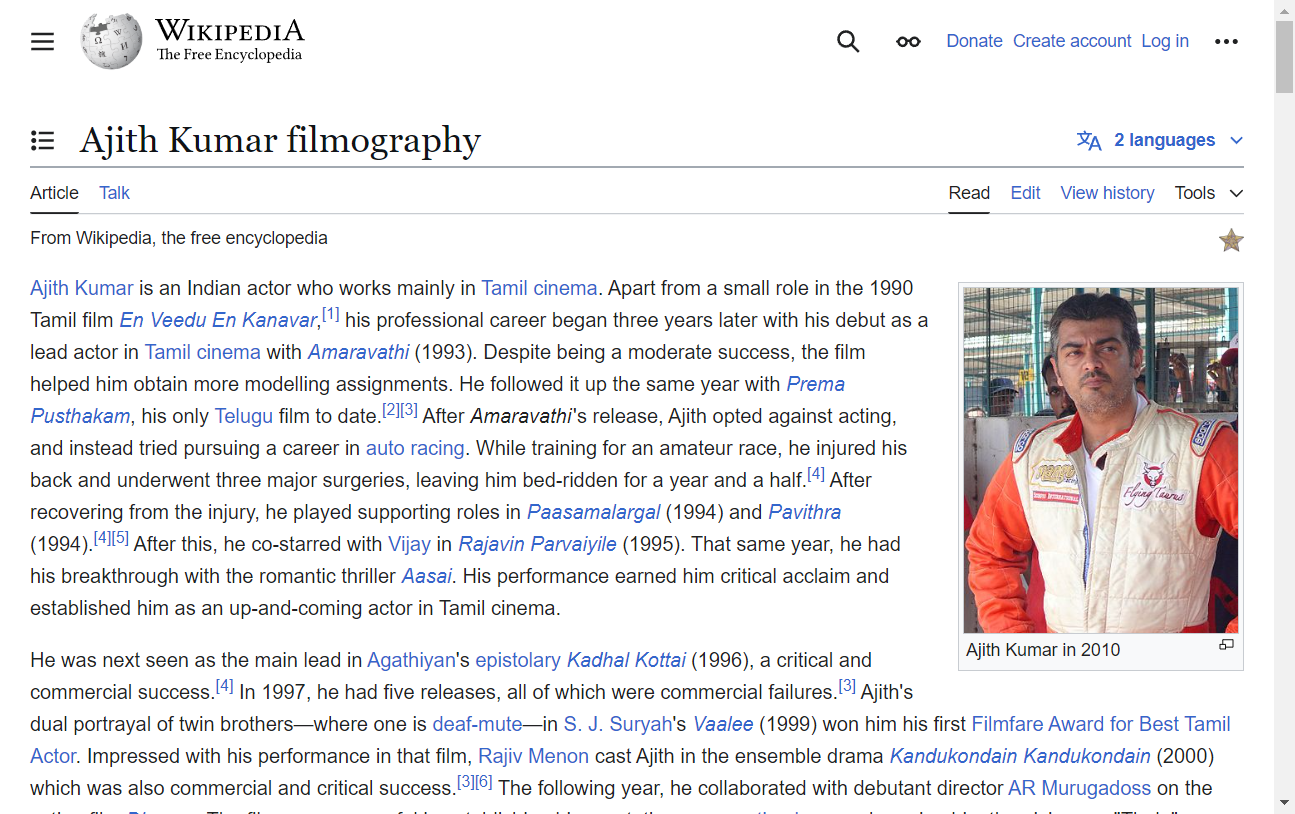 WIKIPEDIA
The Free Encyclopedia
Donate Create account Log in
Ajith Kumar filmography
2 languages
Article Talk
Read Edit View history Tools
From Wikipedia, the free encyclopedia
Ajith Kumar is an Indian actor who works mainly in Tamil cinema. Apart from a small role in the 1990
Tamil film En Veedu En Kanavar,[1] his professional career began three years later with his debut as a
lead actor in Tamil cinema with Amaravathi (1993). Despite being a moderate success, the film
helped him obtain more modelling assignments. He followed it up the same year with Prema
Pusthakam, his only Telugu film to date.[2][3] After Amaravathi's release, Ajith opted against acting,
and instead tried pursuing a career in auto racing. While training for an amateur race, he injured his
back and underwent three major surgeries, leaving him bed-ridden for a year and a half.[4] After
recovering from the injury, he played supporting roles in Paasamalargal (1994) and Pavithra
(1994).[4][5] After this, he co-starred with Vijay in Rajavin Parvaiyile (1995). That same year, he had
his breakthrough with the romantic thriller Aasai. His performance earned him critical acclaim and
established him as an up-and-coming actor in Tamil cinema.
Flying Taurus
Ajith Kumar in 2010
He was next seen as the main lead in Agathiyan's epistolary Kadhal Kottai (1996), a critical and
commercial success.[4] In 1997, he had five releases, all of which were commercial failures.[3] Ajith's
dual portrayal of twin brothers—where one is deaf-mute—in S. J. Suryah's Vaalee (1999) won him his first Filmfare Award for Best Tamil
Actor. Impressed with his performance in that film, Rajiv Menon cast Ajith in the ensemble drama Kandukondain Kandukondain (2000)
which was also commercial and critical success.[3][6] The following year, he collaborated with debutant director AR Murugadoss on the